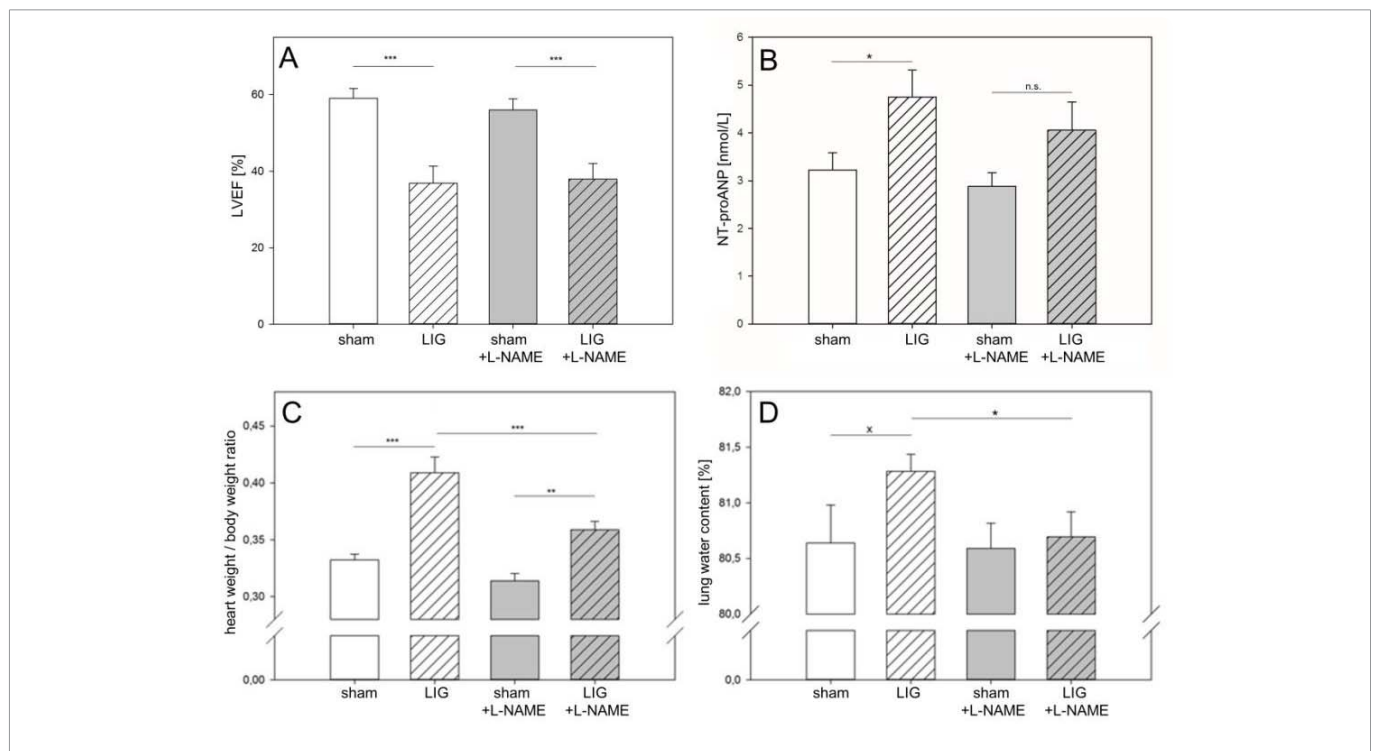 A
LVEF [%]
60
40
20
0
***
***
sham
LIG
sham
+L-NAME
LIG
+L-NAME
B
NT-proANP [nmol/L]
6
5
4
3
2
1
0
*
n.s.
sham
LIG
sham
+L-NAME
LIG
+L-NAME
C
heart weight / body weight ratio
0,45
0,40
0,35
0,30
0,00
***
***
**
sham
LIG
sham
+L-NAME
LIG
+L-NAME
D
lung water content [%]
82,0
81,5
81,0
80,5
80,0
0,0
x
*
sham
LIG
sham
+L-NAME
LIG
+L-NAME